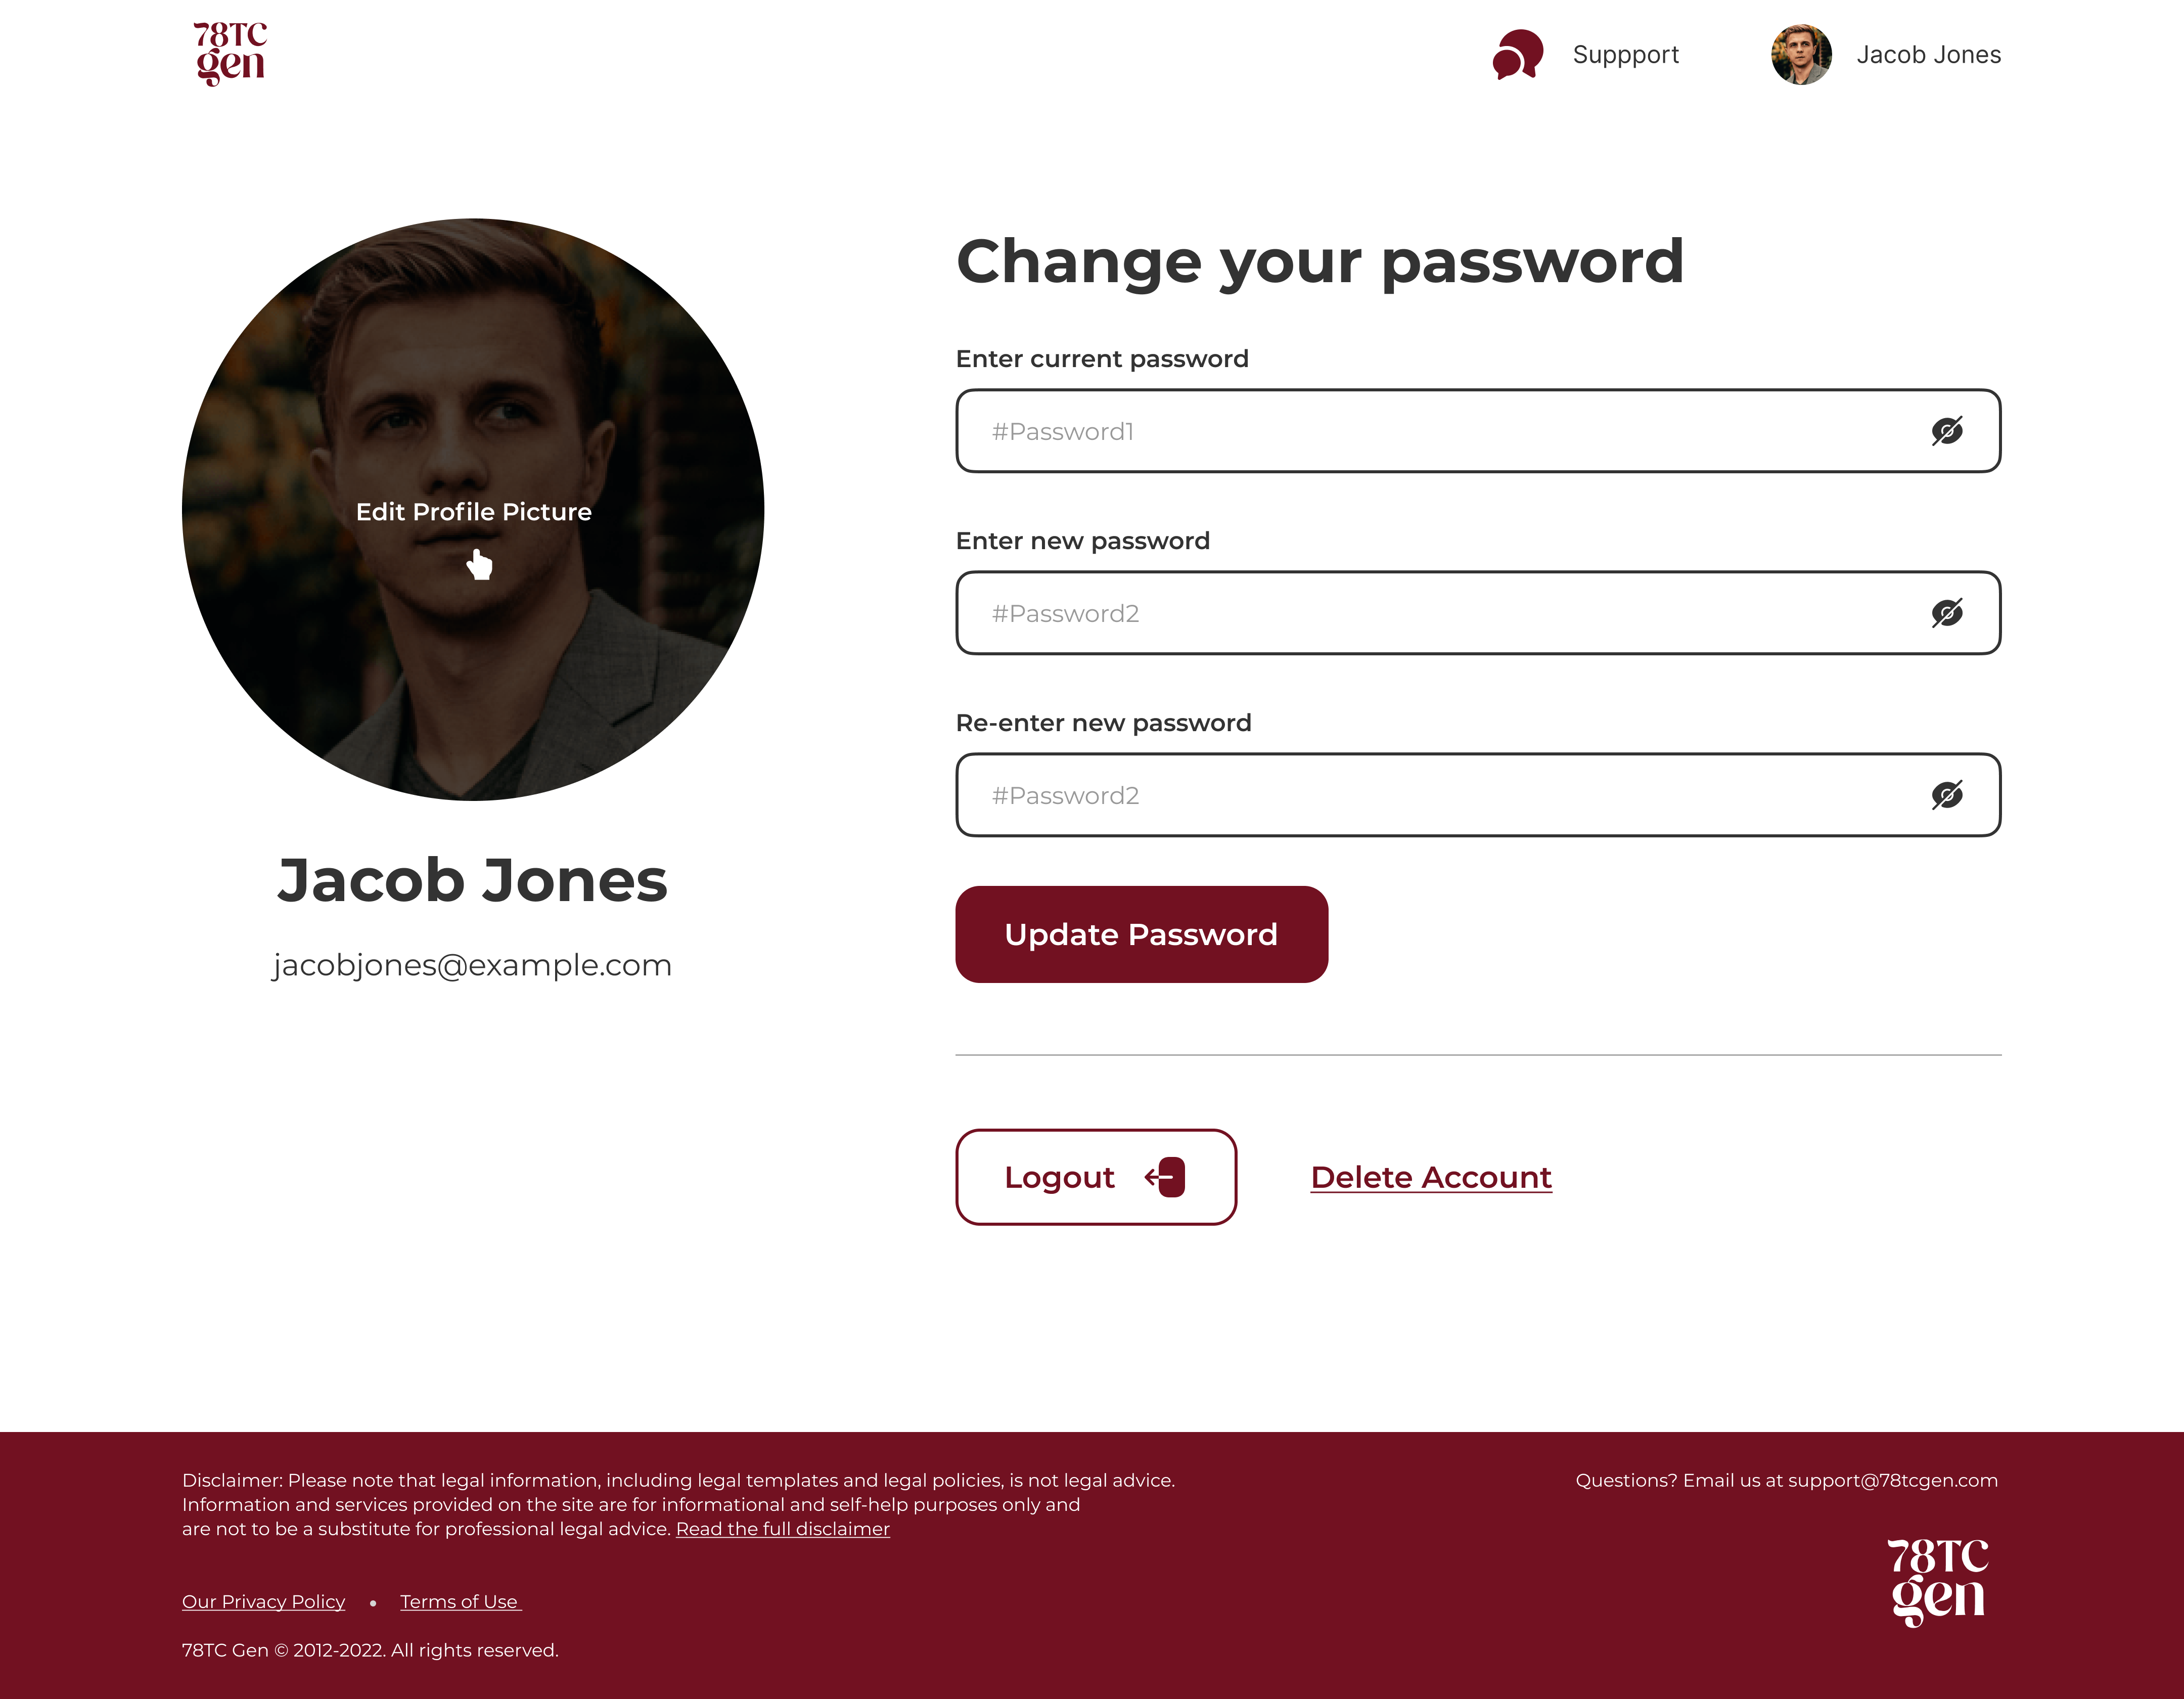 78TC
gen
Suppport
Jacob Jones
Edit Profile Picture
Jacob Jones
jacobjones@example.com
Change your password
Enter current password
#Password1
Enter new password
#Password2
Re-enter new password
#Password2
Update Password
Logout
Delete Account
Disclaimer: Please note that legal information, including legal templates and legal policies, is not legal advice.
Information and services provided on the site are for informational and self-help purposes only and
are not to be a substitute for professional legal advice. Read the full disclaimer
Our Privacy Policy • Terms of Use
78TC Gen © 2012-2022. All rights reserved.
Questions? Email us at support@78tcgen.com
78TC
gen